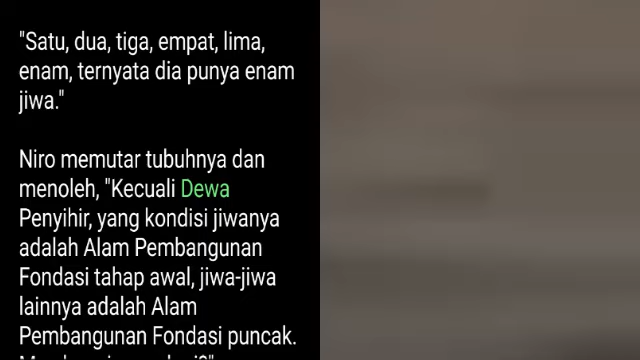 "Satu, dua, tiga, empat, lima,
enam, ternyata dia punya enam
jiwa."
Niro memutar tubuhnya dan
menoleh, "Kecuali Dewa
Penyihir, yang kondisi jiwanya
adalah Alam Pembangunan
Fondasi tahap awal, jiwa-jiwa
lainnya adalah Alam
Pembangunan Fondasi puncak.